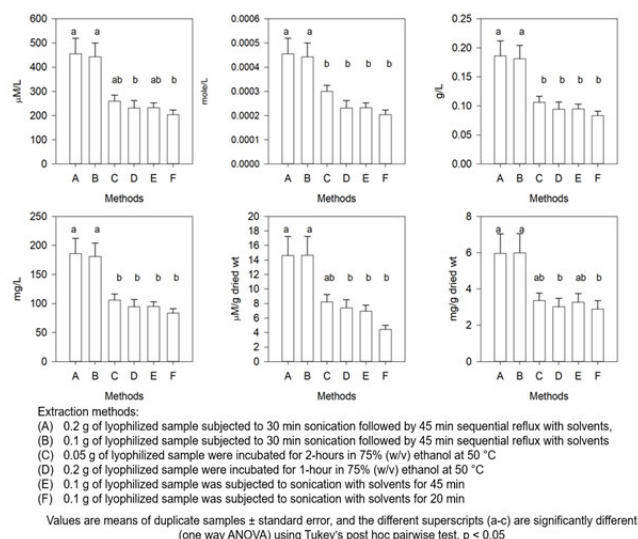 600
500
400
300
200
100
0
µM/L
a a ab b ab b
A B C D E F
Methods
0.0006
0.0005
0.0004
0.0003
0.0002
0.0001
0.0000
mole/L
a a b b b b
A B C D E F
Methods
0.25
0.20
0.15
0.10
0.05
0.00
g/L
a a b b b b
A B C D E F
Methods
250
200
150
100
50
0
mg/L
a a b b b b
A B C D E F
Methods
20
18
16
14
12
10
8
6
4
2
0
µM/g dried wt
a a ab b b b
A B C D E F
Methods
8
6
4
2
0
mg/g dried wt
a a ab b ab b
A B C D E F
Methods
Extraction methods:
(A) 0.2 g of lyophilized sample subjected to 30 min sonication followed by 45 min sequential reflux with solvents,
(B) 0.1 g of lyophilized sample subjected to 30 min sonication followed by 45 min sequential reflux with solvents
(C) 0.05 g of lyophilized sample were incubated for 2-hours in 75% (w/v) ethanol at 50 °C
(D) 0.2 g of lyophilized sample were incubated for 1-hour in 75% (w/v) ethanol at 50 °C
(E) 0.1 g of lyophilized sample was subjected to sonication with solvents for 45 min
(F) 0.1 g of lyophilized sample was subjected to sonication with solvents for 20 min
Values are means of duplicate samples ± standard error, and the different superscripts (a-c) are significantly different
(one way ANOVA) using Tukey's post hoc pairwise test, p < 0.05